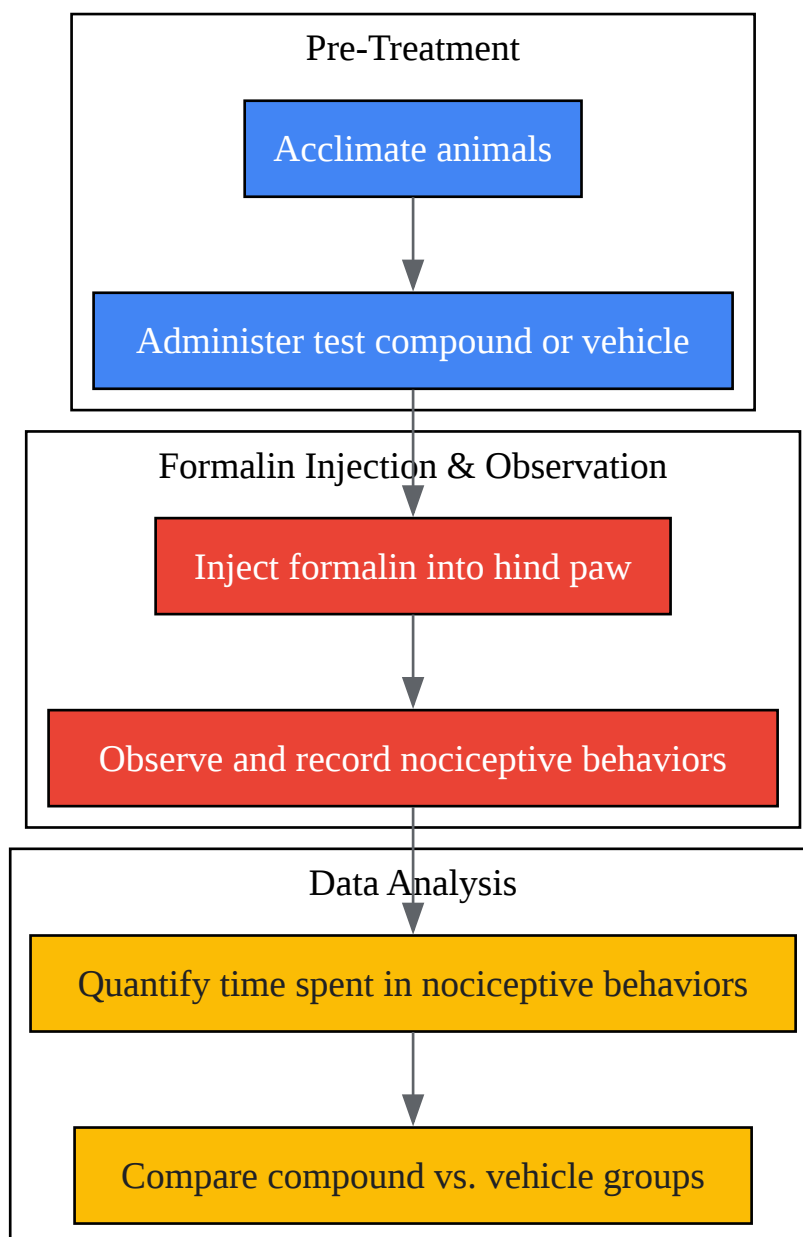 Pre-Treatment
Acclimate animals
Administer test compound or vehicle
Formalin Injection & Observation
Inject formalin into hind paw
Observe and record nociceptive behaviors
Data Analysis
Quantify time spent in nociceptive behaviors
Compare compound vs. vehicle groups